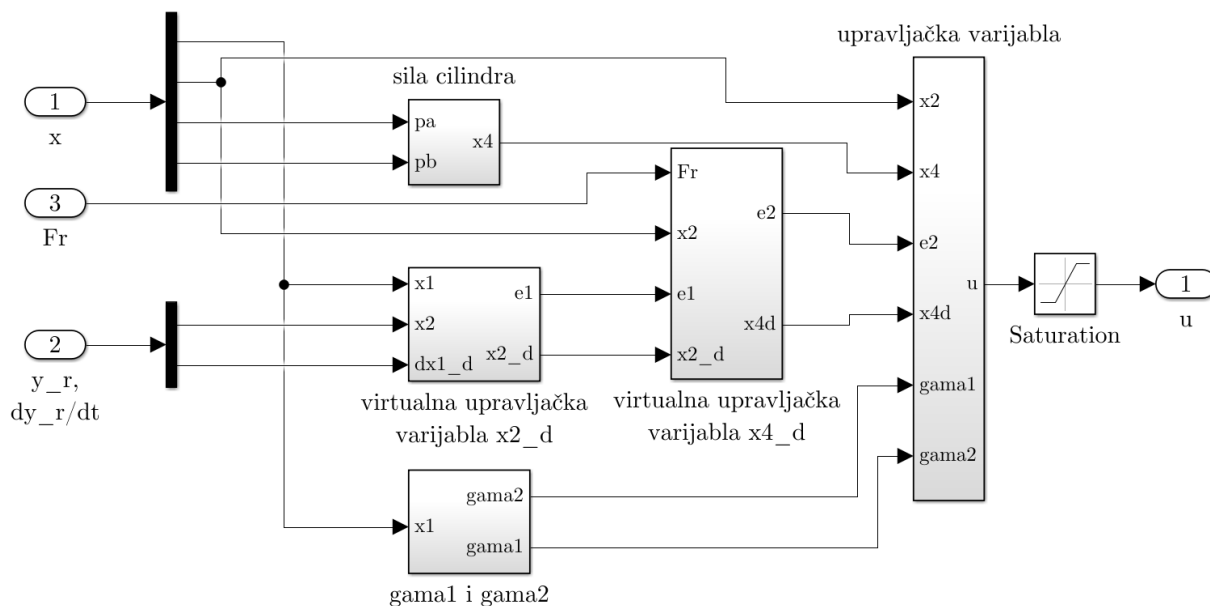 upravljačka varijabla
sila cilindra
1
x
pa
pb
x4
x2
x4
e2
x4d
gama1
gama2
u
3
Fr
Fr
x2
e1
x2_d
e2
x4d
x1
x2
dx1_d
e1
x2_d
2
y_r,
dy_r/dt
virtualna upravljačka
varijabla x2_d
virtualna upravljačka
varijabla x4_d
Saturation
1
u
x1
gama2
gama1
gama1 i gama2